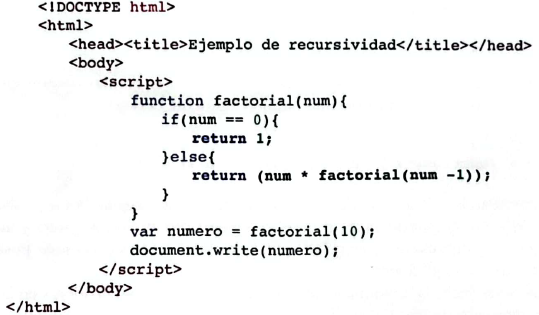 <!DOCTYPE html>
<html>
<head><title>Ejemplo de recursividad</title></head>
<body>
<script>
function factorial(num){
if(num == 0){
return 1;
}else{
return (num * factorial(num -1));
}
}
var numero = factorial(10);
document.write(numero);
</script>
</body>
</html>